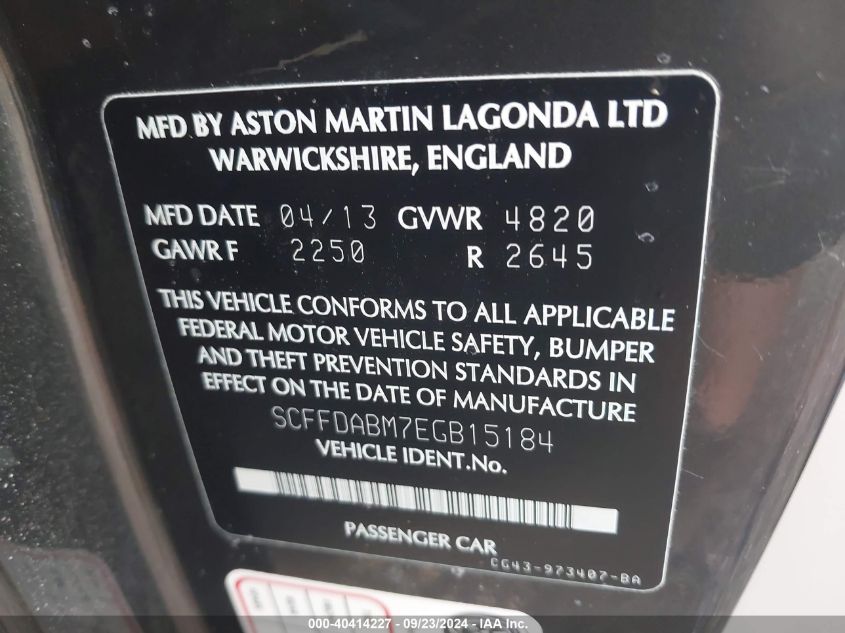 MFD BY ASTON MARTIN LAGONDA LTD
WARWICKSHIRE, ENGLAND
MFD DATE 04/13 GVWR 4820
GAWR F 2250 R 2645
THIS VEHICLE CONFORMS TO ALL APPLICABLE
FEDERAL MOTOR VEHICLE SAFETY, BUMPER
AND THEFT PREVENTION STANDARDS IN
EFFECT ON THE DATE OF MANUFACTURE
SCFFDABM7EGB15184
VEHICLE IDENT.No.
PASSENGER CAR
CG43-973407-BA
000-40414227 - 09/23/2024 - IAA Inc.